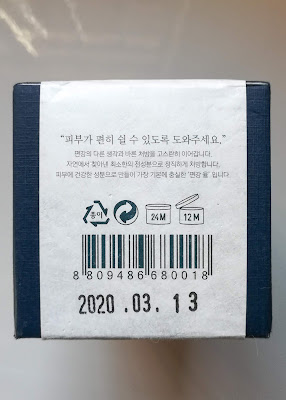 “피부가 편히 쉴 수 있도록 도와주세요.”
편강의 다른 생각과 바른 처방을 고스란히 이어갑니다.
자연에서 찾아낸 최소한의 전성분으로 정직하게 처방합니다.
피부에 건강한 성분으로 만들어 가장 기본에 충실한 '편강 율' 입니다.
종이
24M
12M
8 809486 680018
2020.03.13